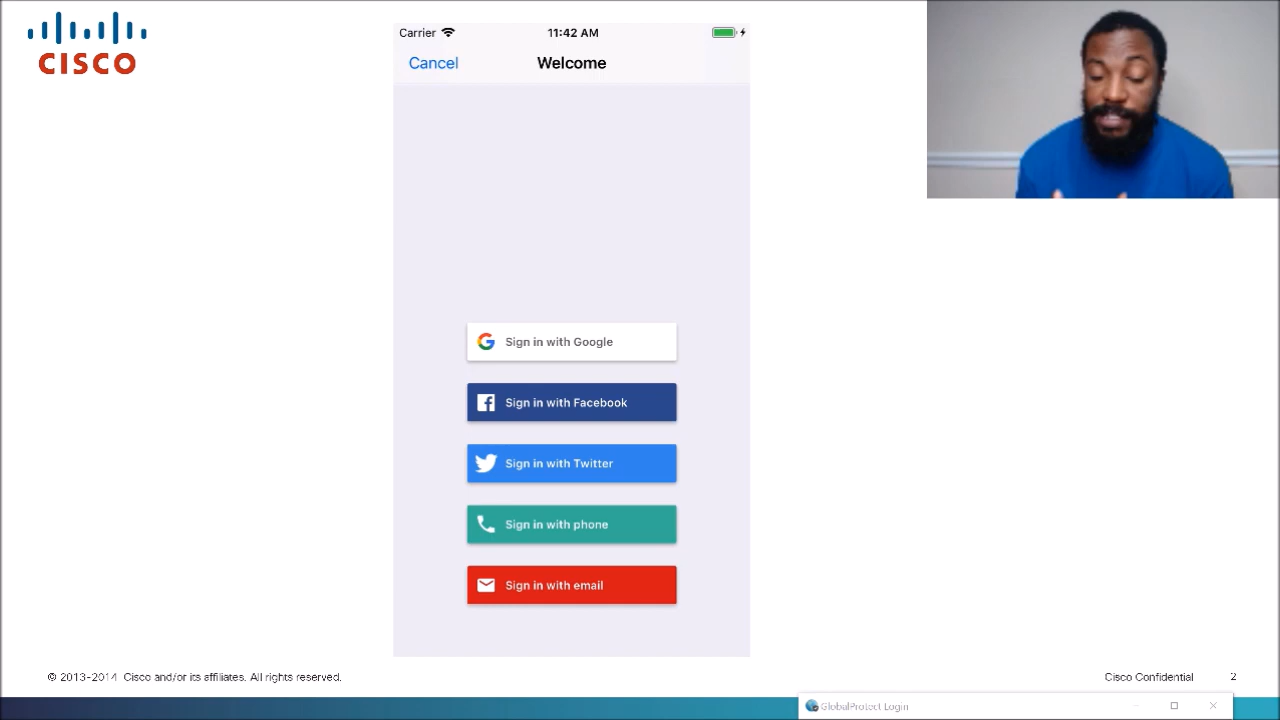 CISCO
Carrier
11:42 AM
Cancel
Welcome
Sign in with Google
Sign in with Facebook
Sign in with Twitter
Sign in with phone
Sign in with email
© 2013-2014 Cisco and/or its affiliates. All rights reserved.
Cisco Confidential
2
GlobalProtect Login